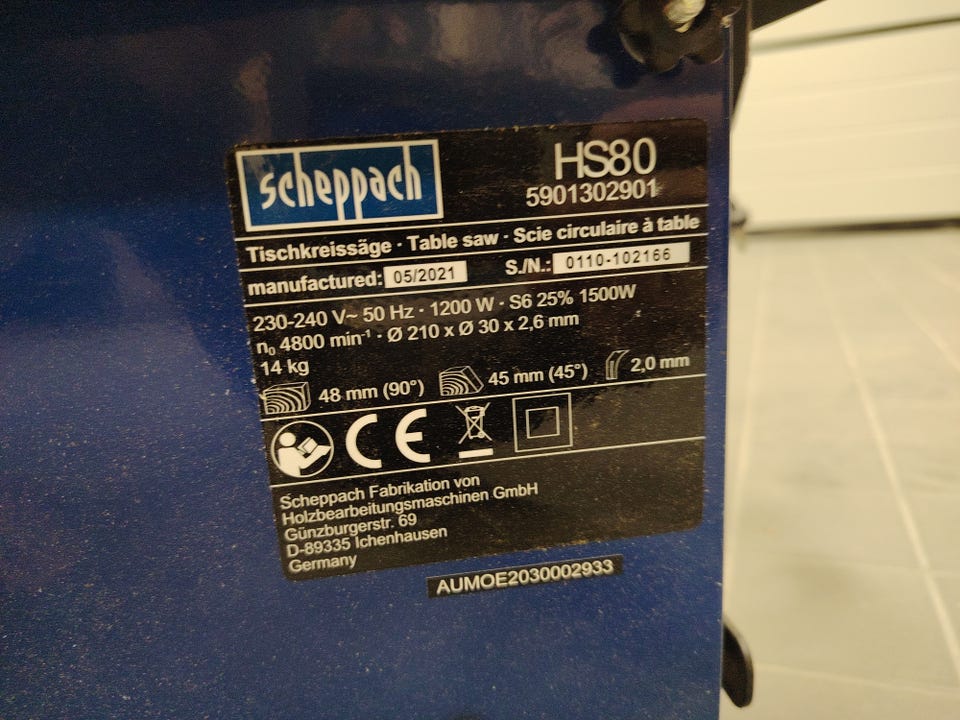 scheppach
HS80
5901302901
Tischkreissäge · Table saw · Scie circulaire à table
manufactured: 05/2021 S./N.: 0110-102166
230-240 V~ 50 Hz · 1200 W · S6 25% 1500W
n₀ 4800 min⁻¹ · Ø 210 x Ø 30 x 2,6 mm
14 kg
48 mm (90°) 45 mm (45°) 2,0 mm
CE
Scheppach Fabrikation von
Holzbearbeitungsmaschinen GmbH
Günzburgerstr. 69
D-89335 Ichenhausen
Germany
AUMOE2030002933